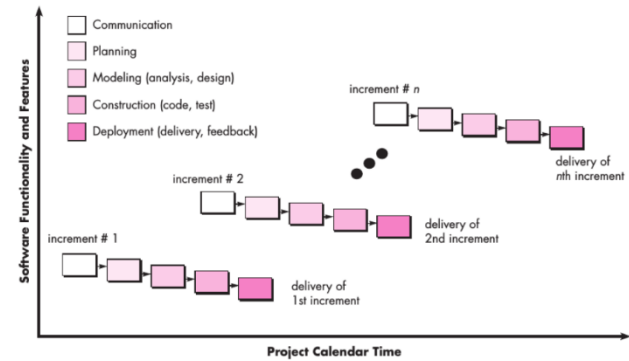 Communication
Planning
Modeling (analysis, design)
Construction (code, test)
Deployment (delivery, feedback)
increment # n
delivery of
nth increment
increment # 2
delivery of
2nd increment
increment # 1
delivery of
1st increment
Software Functionality and Features
Project Calendar Time